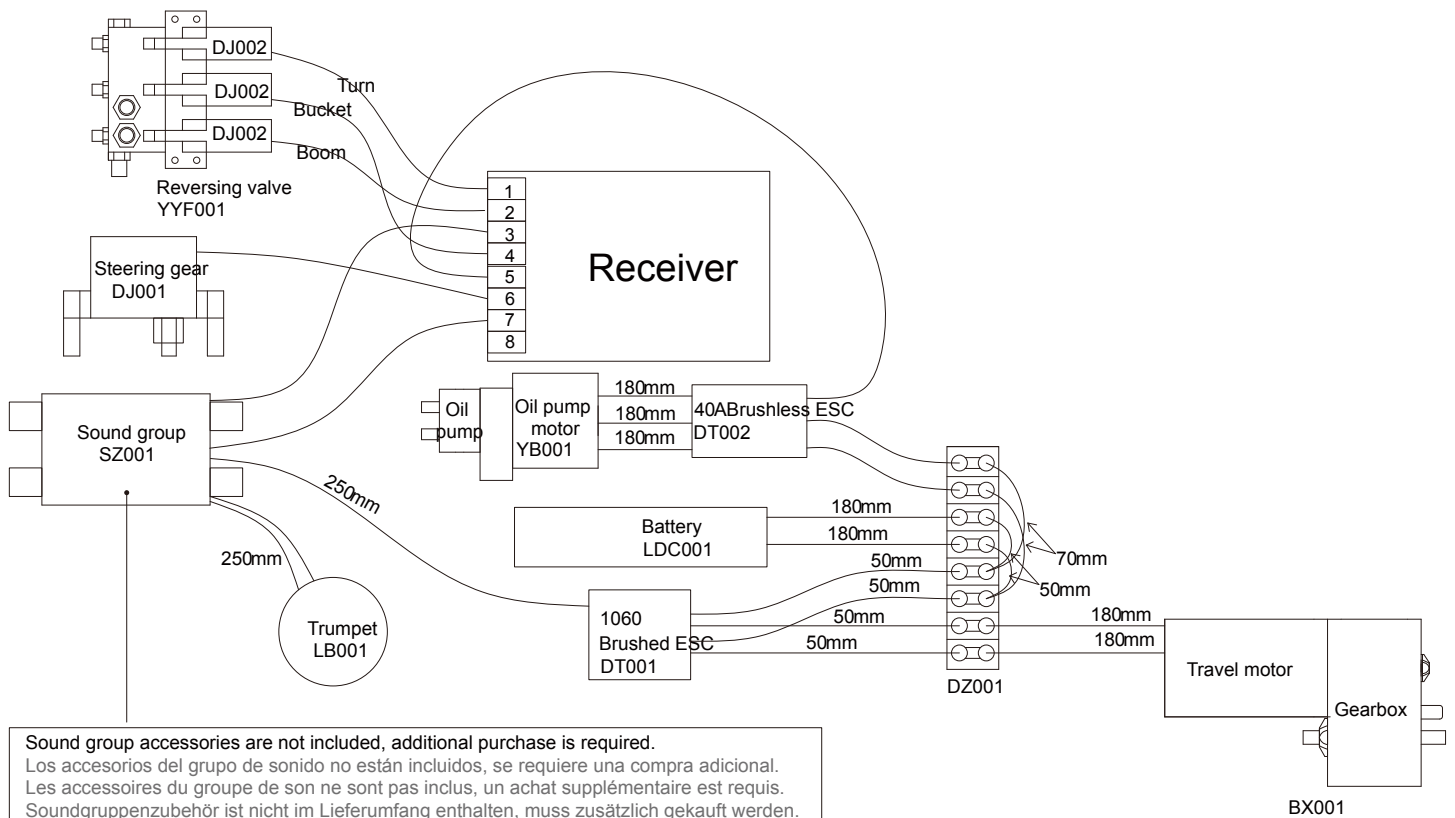 DJ002
DJ002
DJ002
Turn
Bucket
Boom
Reversing valve
YYF001
1
2
3
4
5
6
7
8
Receiver
Steering gear
DJ001
Sound group
SZ001
Oil
pump
Oil pump
motor
YB001
180mm
180mm
180mm
40ABrushless ESC
DT002
250mm
250mm
Trumpet
LB001
Battery
LDC001
180mm
180mm
50mm
50mm
50mm
50mm
1060
Brushed ESC
DT001
70mm
50mm
DZ001
180mm
180mm
Travel motor
Gearbox
BX001
Sound group accessories are not included, additional purchase is required.
Los accesorios del grupo de sonido no están incluidos, se requiere una compra adicional.
Les accessoires du groupe de son ne sont pas inclus, un achat supplémentaire est requis.
Soundgruppenzubehör ist nicht im Lieferumfang enthalten, muss zusätzlich gekauft werden.